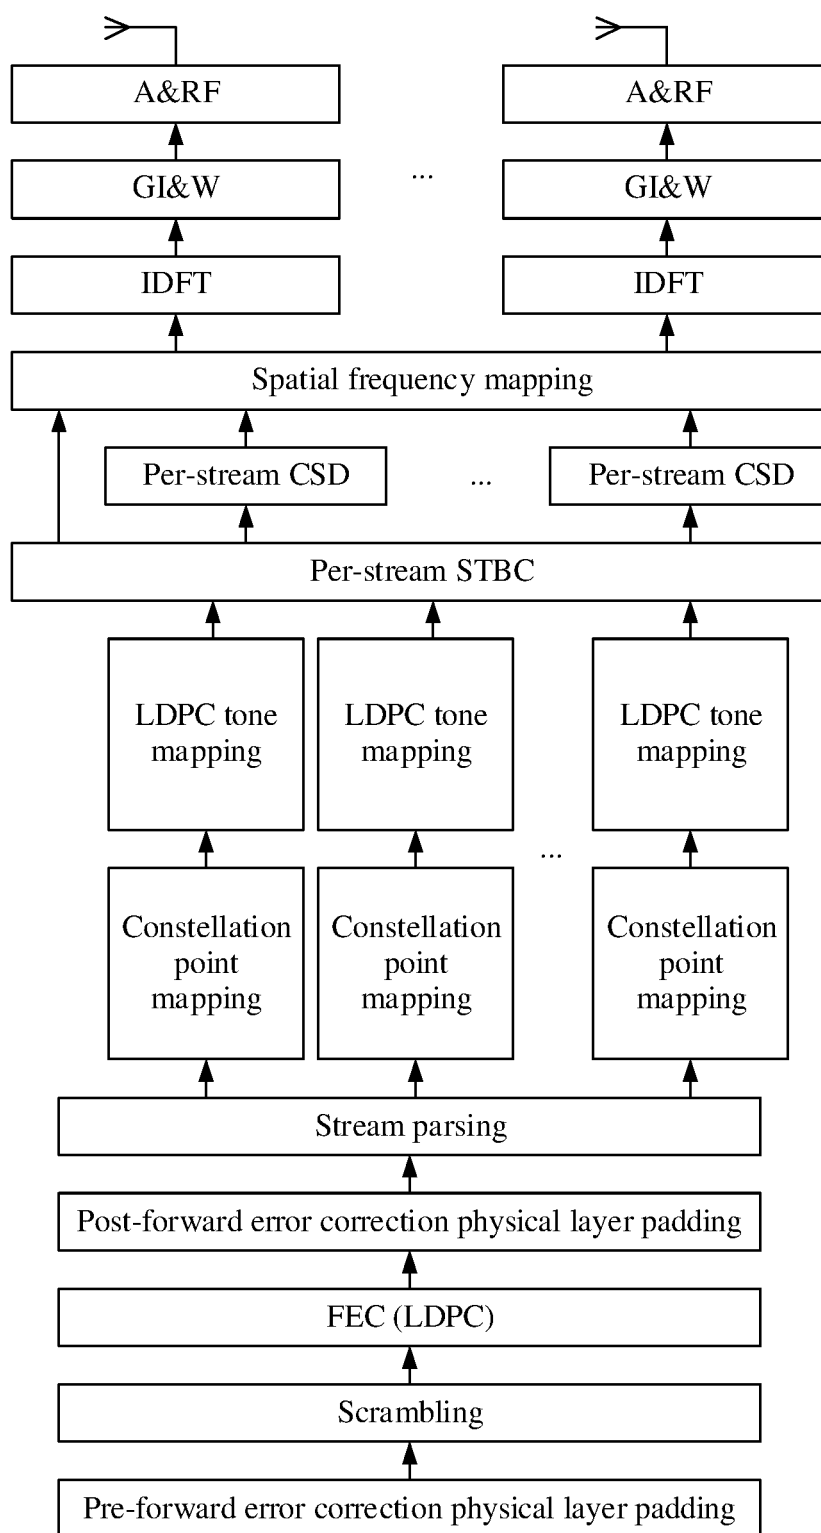 A&RF
A&RF
GI&W
...
GI&W
IDFT
IDFT
Spatial frequency mapping
Per-stream CSD
...
Per-stream CSD
Per-stream STBC
LDPC tone
mapping
LDPC tone
mapping
LDPC tone
mapping
...
Constellation
point
mapping
Constellation
point
mapping
Constellation
point
mapping
Stream parsing
Post-forward error correction physical layer padding
FEC (LDPC)
Scrambling
Pre-forward error correction physical layer padding